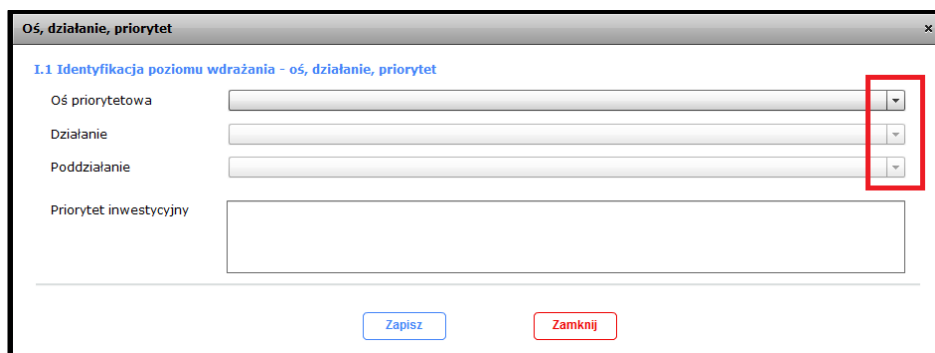 Oś, działanie, priorytet
I.1 Identyfikacja poziomu wdrażania - oś, działanie, priorytet
Oś priorytetowa
Działanie
Poddziałanie
Priorytet inwestycyjny
Zapisz Zamknij